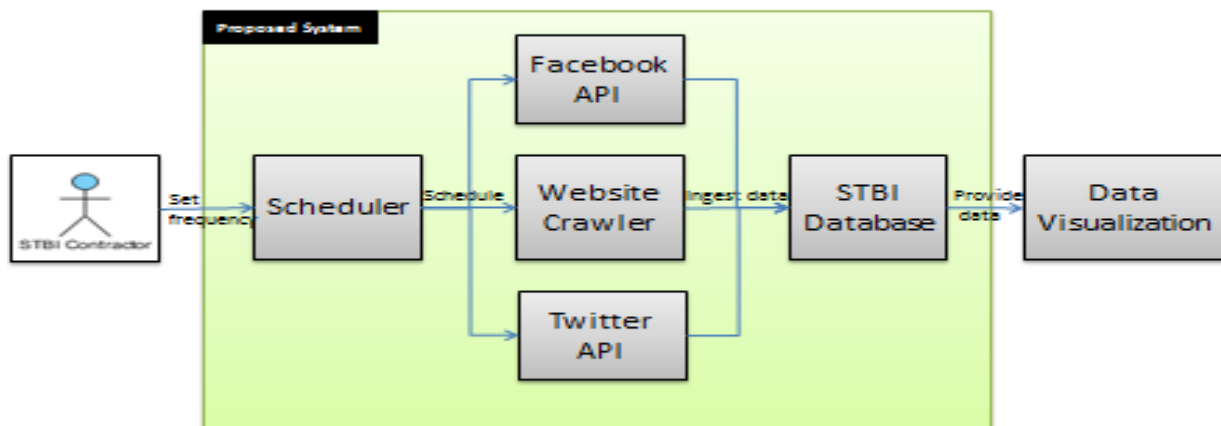 Proposed System
Facebook
API
STBI Contractor
Set
frequency
Scheduler
Schedule
Website
Crawler
Ingest data
STBI
Database
Provide
data
Data
Visualization
Twitter
API